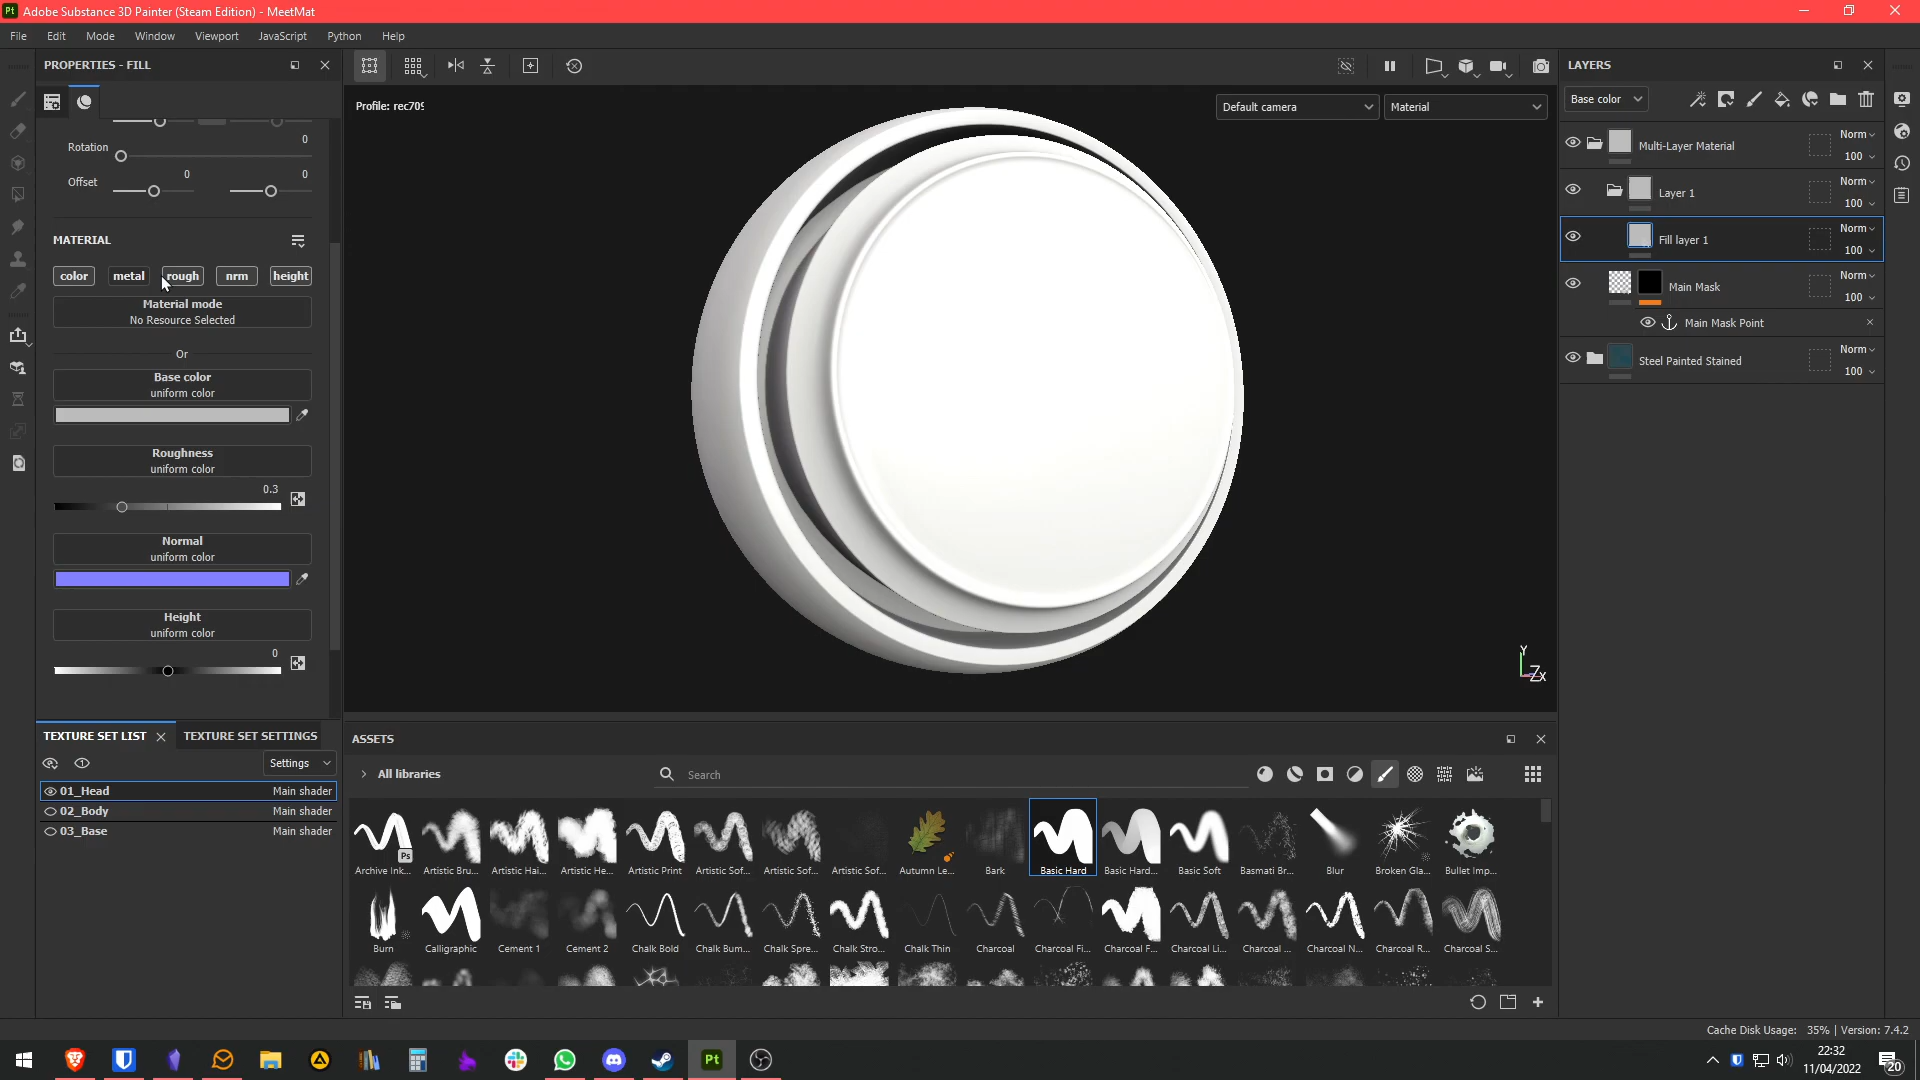 Pt Adobe Substance 3D Painter (Steam Edition) - MeetMat
File Edit Mode Window Viewport JavaScript Python Help
PROPERTIES - FILL
Rotation 0
Offset 0 0
MATERIAL
color metal rough nrm height
Material mode
No Resource Selected
Or
Base color
uniform color
Roughness
uniform color
0.3
Normal
uniform color
Height
uniform color
0
TEXTURE SET LIST TEXTURE SET SETTINGS
Settings
01_Head Main shader
02_Body Main shader
03_Base Main shader
Profile: rec709
Default camera Material
Y
Z X
ASSETS
All libraries Search
Ps
Archive Ink... Artistic Bru... Artistic Hai... Artistic He... Artistic Print Artistic Sof... Artistic Sof... Artistic Sof... Autumn Le... Bark Basic Hard Basic Hard... Basic Soft Basmati Br... Blur Broken Gla... Bullet Imp...
Burn Calligraphic Cement 1 Cement 2 Chalk Bold Chalk Bum... Chalk Spre... Chalk Stro... Chalk Thin Charcoal Charcoal Fi... Charcoal F... Charcoal Li... Charcoal ... Charcoal N... Charcoal R... Charcoal S...
LAYERS
Base color
Multi-Layer Material Norm 100
Layer 1 Norm 100
Fill layer 1 Norm 100
Main Mask Norm 100
Main Mask Point
Steel Painted Stained Norm 100
Cache Disk Usage: 35% | Version: 7.4.2
Pt
22:32
11/04/2022
20